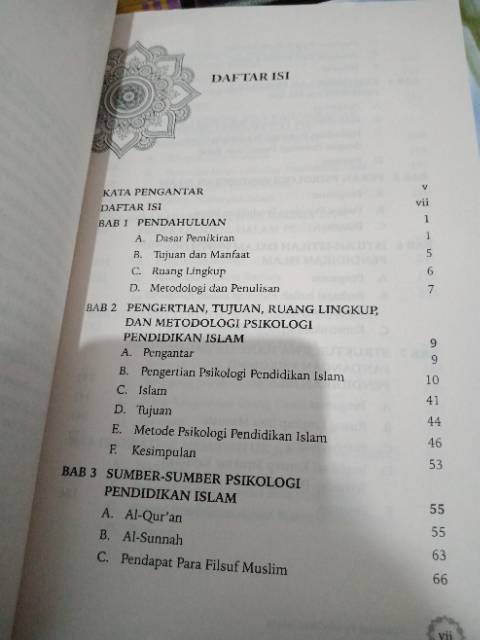 DAFTAR ISI
KATA PENGANTAR v
DAFTAR ISI vii
BAB 1 PENDAHULUAN 1
A. Dasar Pemikiran 1
B. Tujuan dan Manfaat 5
C. Ruang Lingkup 6
D. Metodologi dan Penulisan 7
BAB 2 PENGERTIAN, TUJUAN, RUANG LINGKUP,
DAN METODOLOGI PSIKOLOGI
PENDIDIKAN ISLAM 9
A. Pengantar 9
B. Pengertian Psikologi Pendidikan Islam 10
C. Islam 41
D. Tujuan 44
E. Metode Psikologi Pendidikan Islam 46
F. Kesimpulan 53
BAB 3 SUMBER-SUMBER PSIKOLOGI
PENDIDIKAN ISLAM 55
A. Al-Qur'an 55
B. Al-Sunnah 63
C. Pendapat Para Filsuf Muslim 66
vii